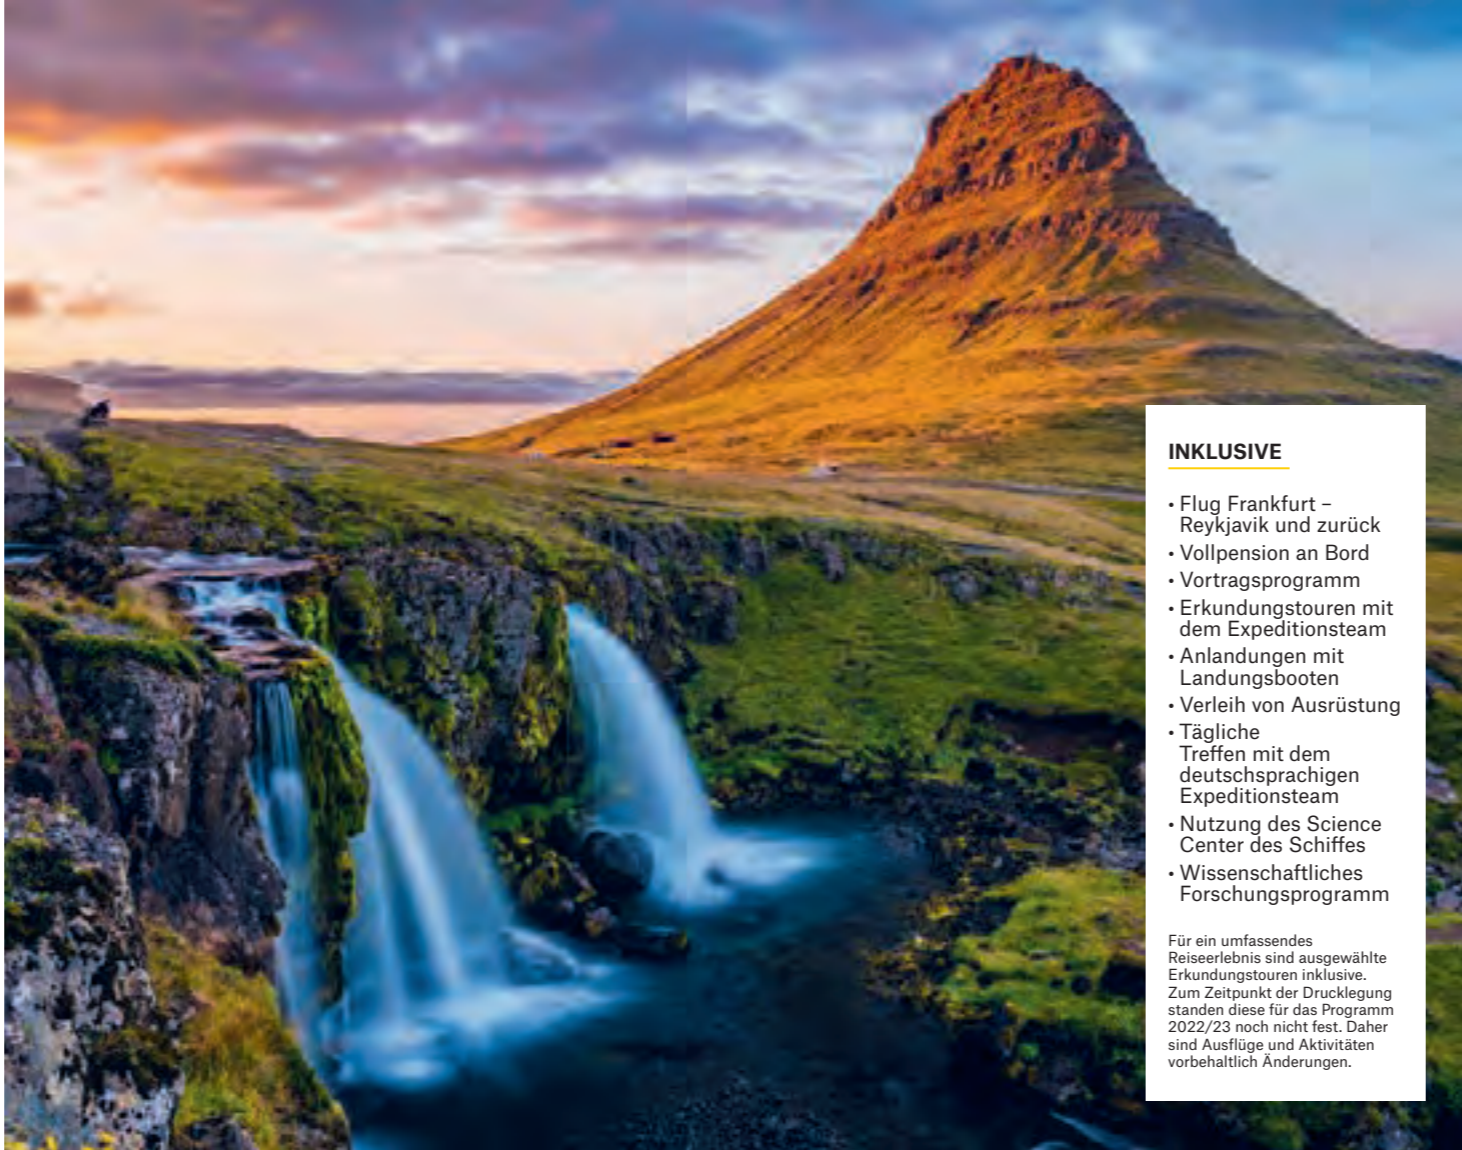 INKLUSIVE
• Flug Frankfurt –
Reykjavik und zurück
• Vollpension an Bord
• Vortragsprogramm
• Erkundungstouren mit
dem Expeditionsteam
• Anlandungen mit
Landungsbooten
• Verleih von Ausrüstung
• Tägliche
Treffen mit dem
deutschsprachigen
Expeditionsteam
• Nutzung des Science
Center des Schiffes
• Wissenschaftliches
Forschungsprogramm
Für ein umfassendes
Reiseerlebnis sind ausgewählte
Erkundungstouren inklusive.
Zum Zeitpunkt der Drucklegung
standen diese für das Programm
2022/23 noch nicht fest. Daher
sind Ausflüge und Aktivitäten
vorbehaltlich Änderungen.